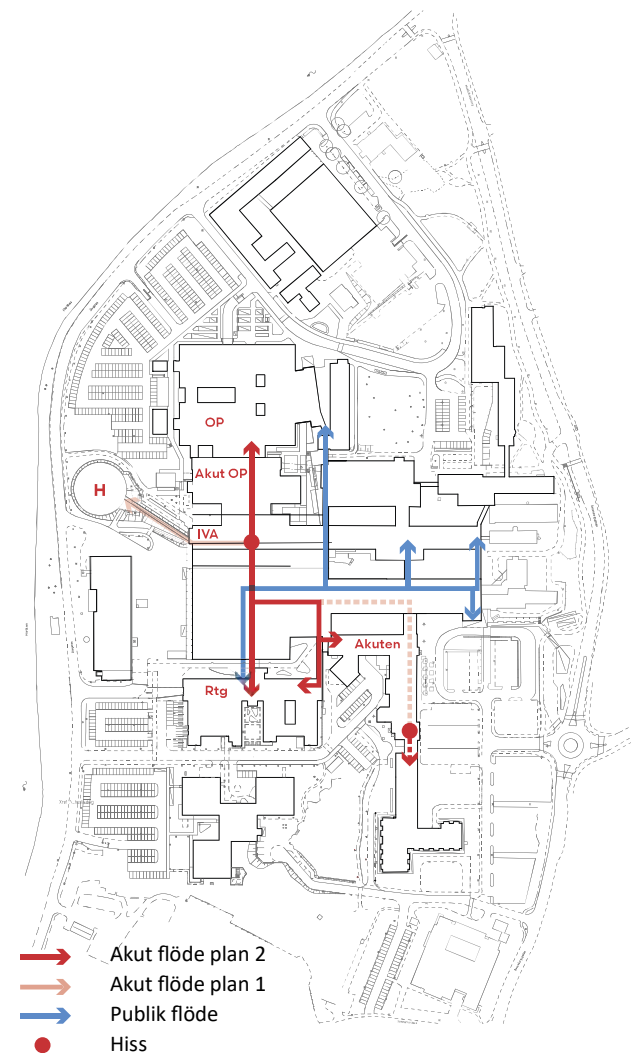 OP
Akut OP
H
IVA
Akuten
Rtg
Akut flöde plan 2
Akut flöde plan 1
Publik flöde
Hiss